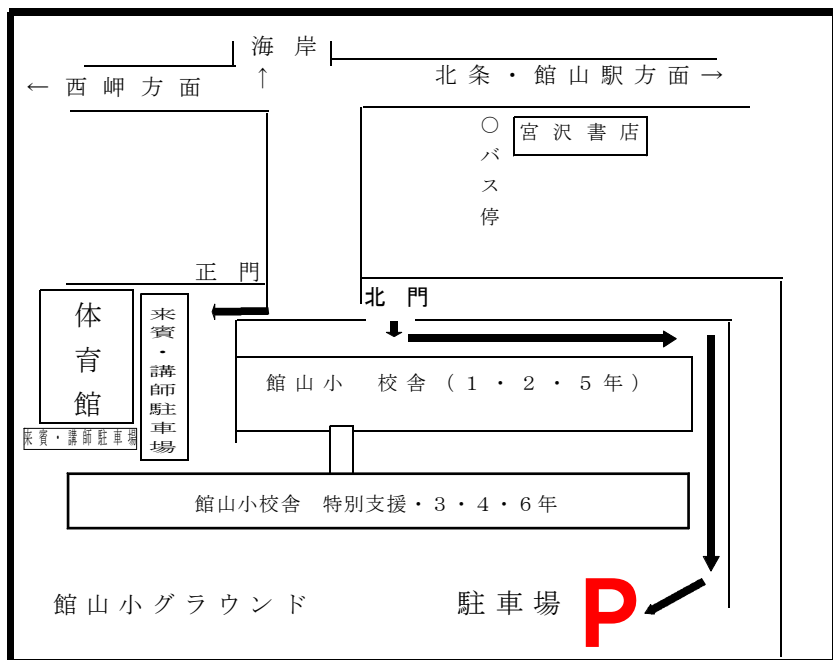 海岸
↑
← 西岬方面
北条・館山駅方面 →
○バス停
宮沢書店
正門
北門
体育館
来賓・講師駐車場
来賓・講師駐車場
館山小 校舎(1・2・5年)
館山小校舎 特別支援・3・4・6年
館山小グラウンド
駐車場 P